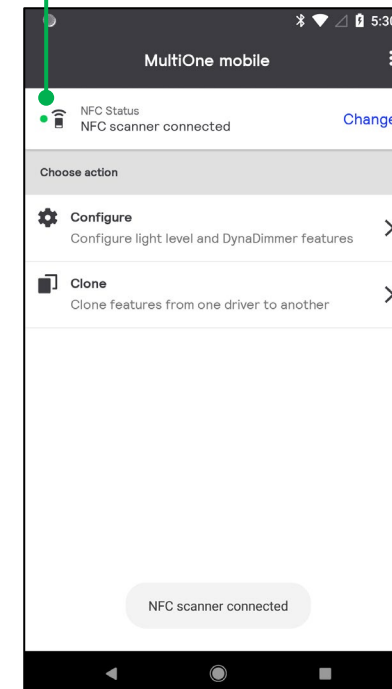 5:30
MultiOne mobile
NFC Status
NFC scanner connected
Change
Choose action
Configure
Configure light level and DynaDimmer features
Clone
Clone features from one driver to another
NFC scanner connected